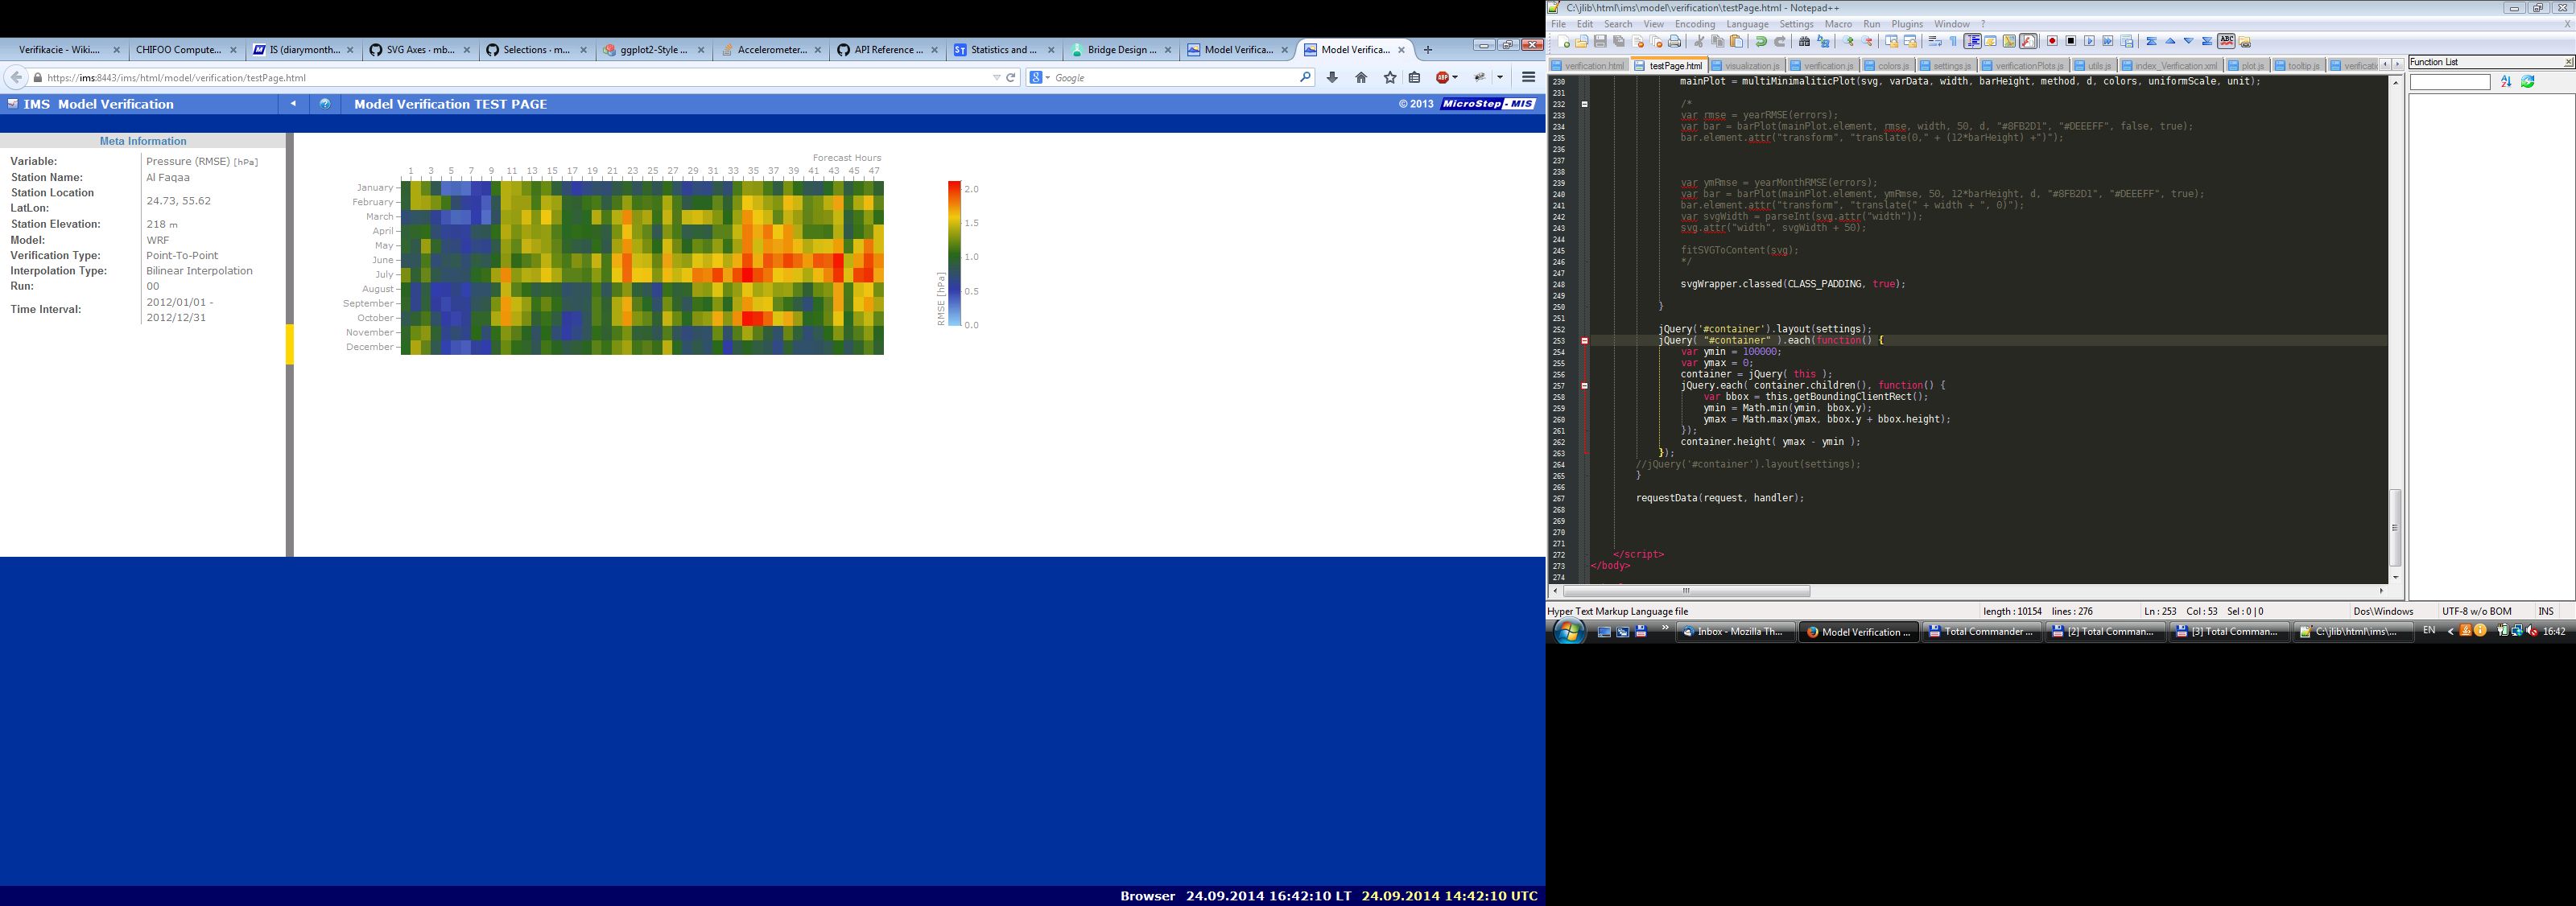 Verifikacie - Wiki....
CHIFOO Compute...
IS (diarymonth...
SVG Axes · mb...
Selections · m...
ggplot2-Style ...
Accelerometer...
API Reference ...
Statistics and ...
Bridge Design ...
Model Verifica...
Model Verifica...
https://ims:8443/ims/html/model/verification/testPage.html
Google
IMS Model Verification
Model Verification TEST PAGE
© 2013 MicroStep-MIS
Meta Information
Variable: Pressure (RMSE) [hPa]
Station Name: Al Faqaa
Station Location
LatLon: 24.73, 55.62
Station Elevation: 218 m
Model: WRF
Verification Type: Point-To-Point
Interpolation Type: Bilinear Interpolation
Run: 00
Time Interval: 2012/01/01 -
2012/12/31
Forecast Hours
1 3 5 7 9 11 13 15 17 19 21 23 25 27 29 31 33 35 37 39 41 43 45 47
January
February
March
April
May
June
July
August
September
October
November
December
RMSE [hPa]
2.0
1.5
1.0
0.5
0.0
Browser 24.09.2014 16:42:10 LT 24.09.2014 14:42:10 UTC
C:\jlib\html\ims\model\verification\testPage.html - Notepad++
File Edit Search View Encoding Language Settings Macro Run Plugins Window ? X
verification.html testPage.html visualization.js verification.js colors.js settings.js verificationPlots.js utils.js index_Verification.xml plot.js tooltip.js verificati
Function List
230 mainPlot = multiMinimaliticPlot(svg, varData, width, barHeight, method, d, colors, uniformScale, unit);
231
232 /*
233 var rmse = yearRMSE(errors);
234 var bar = barPlot(mainPlot.element, rmse, width, 50, d, "#8FB2D1", "#DEEEFF", false, true);
235 bar.element.attr("transform", "translate(0," + (12*barHeight) +")");
236
237
238
239 var ymRmse = yearMonthRMSE(errors);
240 var bar = barPlot(mainPlot.element, ymRmse, 50, 12*barHeight, d, "#8FB2D1", "#DEEEFF", true);
241 bar.element.attr("transform", "translate(" + width + ", 0)");
242 var svgWidth = parseInt(svg.attr("width"));
243 svg.attr("width", svgWidth + 50);
244
245 fitSVGToContent(svg);
246 */
247
248 svgWrapper.classed(CLASS_PADDING, true);
249
250 }
251
252 jQuery('#container').layout(settings);
253 jQuery( "#container" ).each(function() {
254 var ymin = 100000;
255 var ymax = 0;
256 container = jQuery( this );
257 jQuery.each( container.children(), function() {
258 var bbox = this.getBoundingClientRect();
259 ymin = Math.min(ymin, bbox.y);
260 ymax = Math.max(ymax, bbox.y + bbox.height);
261 });
262 container.height( ymax - ymin );
263 });
264 //jQuery('#container').layout(settings);
265 }
266
267 requestData(request, handler);
268
269
270
271
272 </script>
273 </body>
274
Hyper Text Markup Language file length : 10154 lines : 276 Ln : 253 Col : 53 Sel : 0 | 0 Dos\Windows UTF-8 w/o BOM INS
Inbox - Mozilla Th... Model Verification ... Total Commander ... [2] Total Comman... [3] Total Comman... C:\jlib\html\ims\... EN 16:42